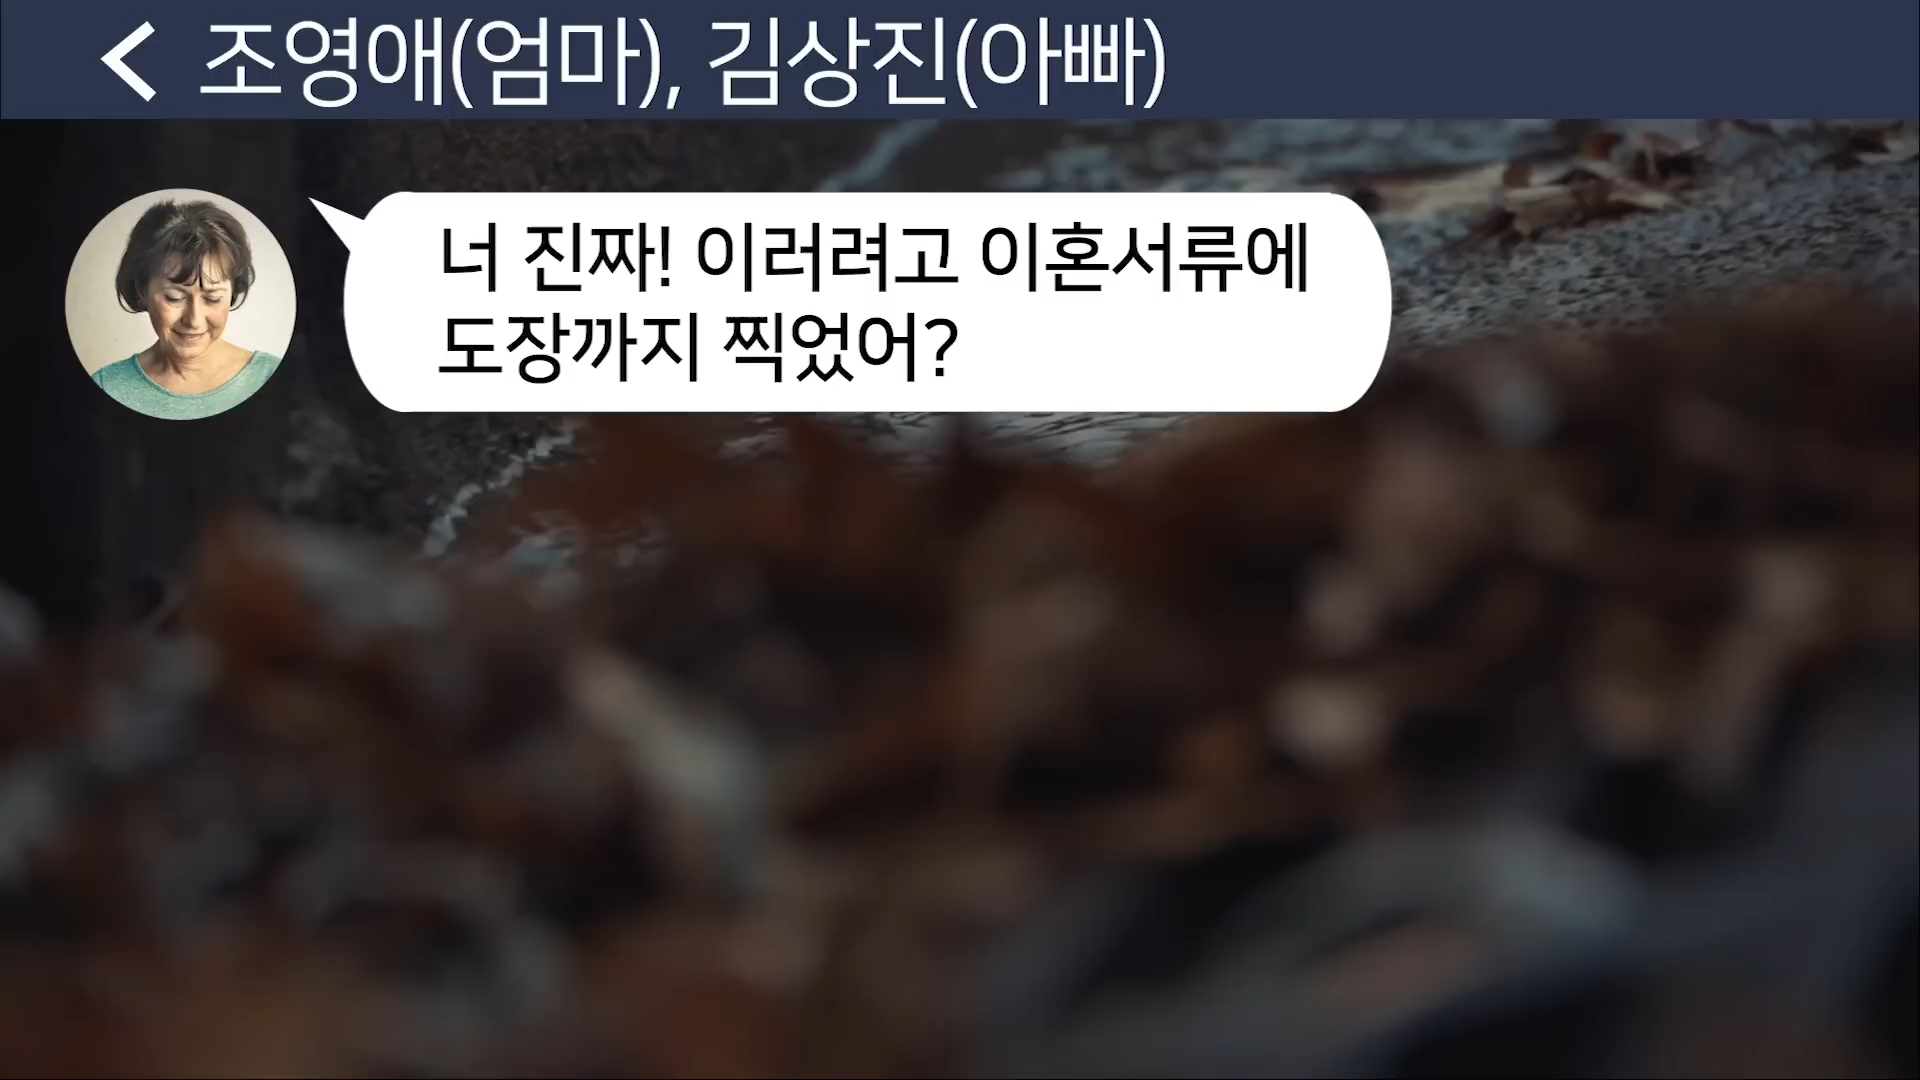 조영애(엄마), 김상진(아빠)
너 진짜! 이러려고 이혼서류에
도장까지 찍었어?